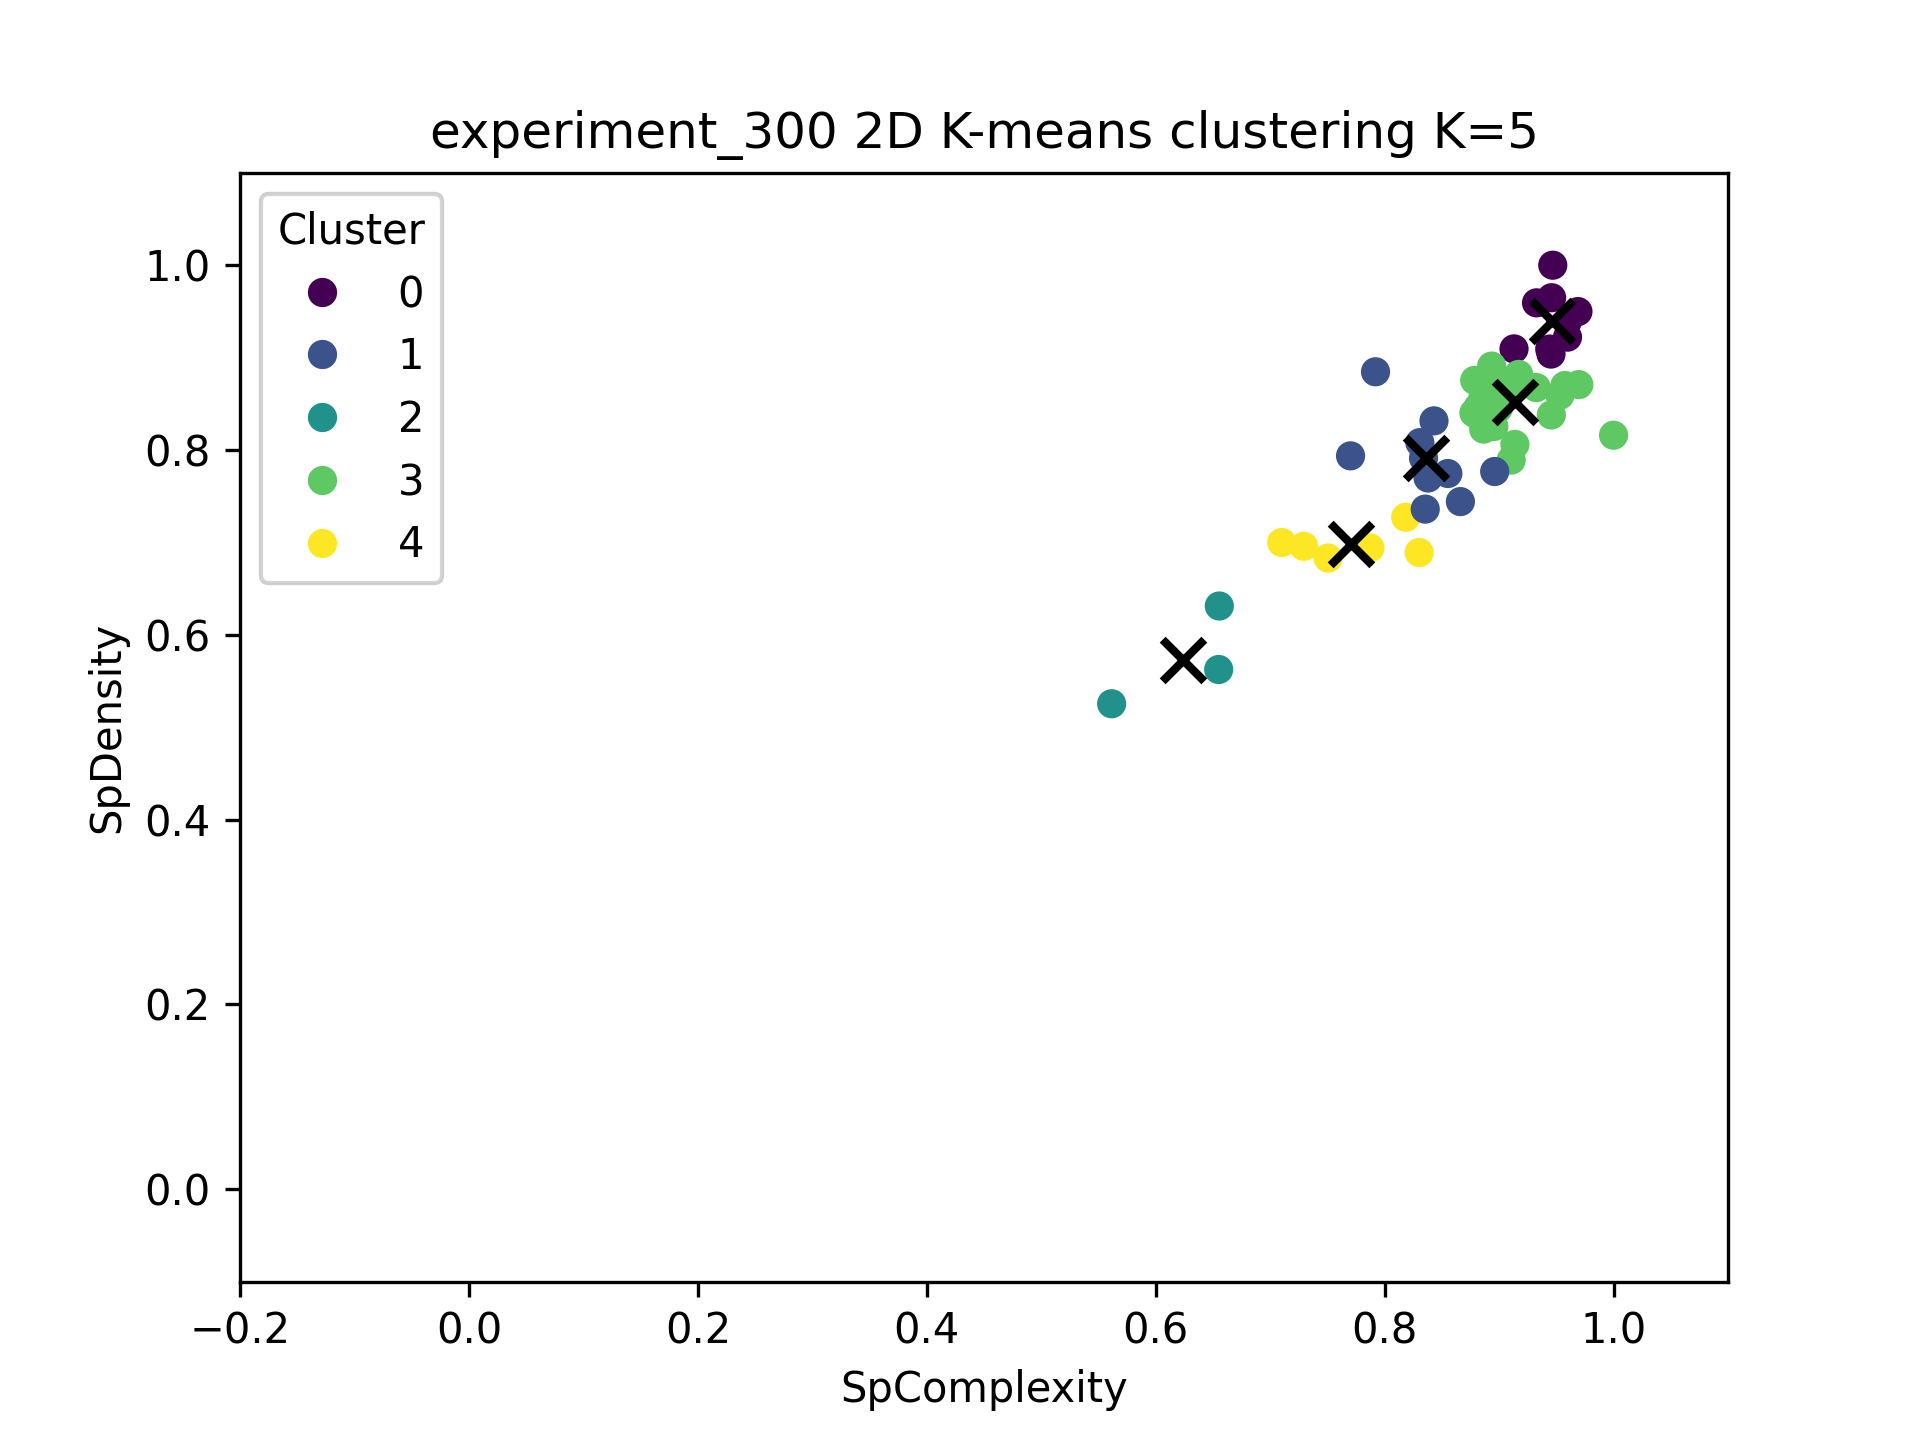 experiment_300 2D K-means clustering K=5
Cluster
0
1
2
3
4
1.0
0.8
0.6
0.4
0.2
0.0
SpDensity
−0.2 0.0 0.2 0.4 0.6 0.8 1.0
SpComplexity